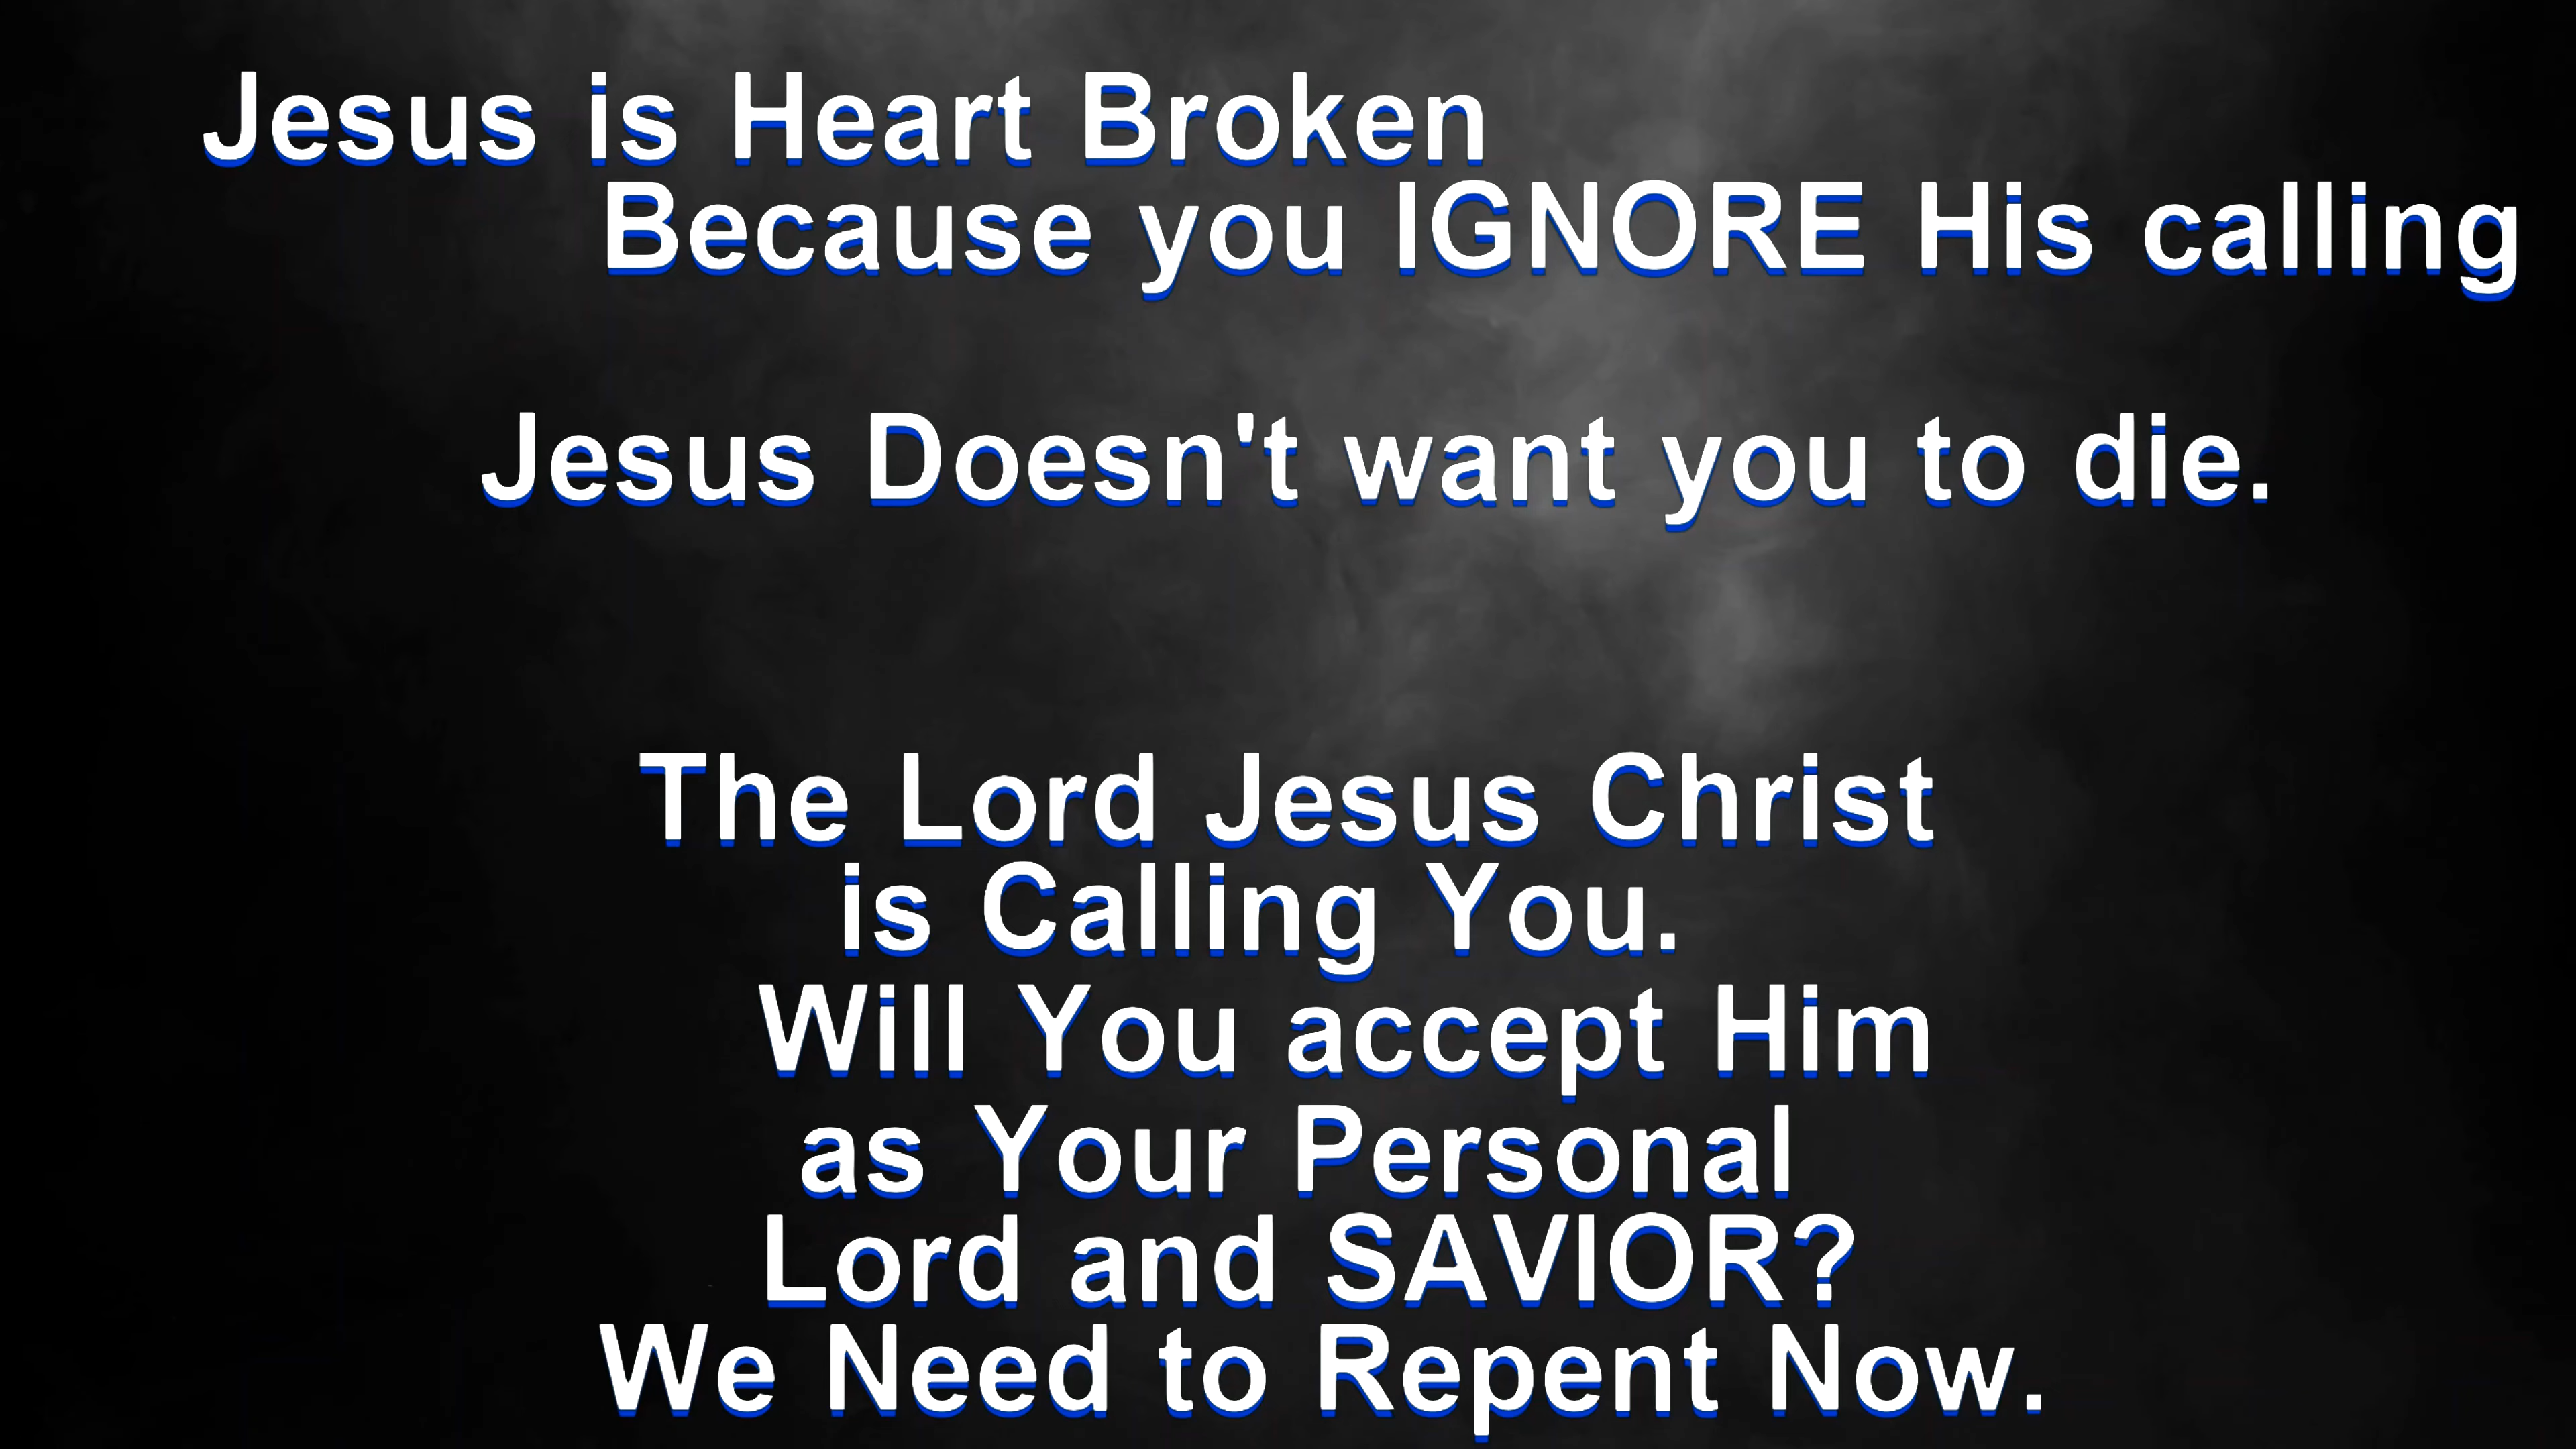 Jesus is Heart Broken
Because you IGNORE His calling
Jesus Doesn't want you to die.
The Lord Jesus Christ
is Calling You.
Will You accept Him
as Your Personal
Lord and SAVIOR?
We Need to Repent Now.